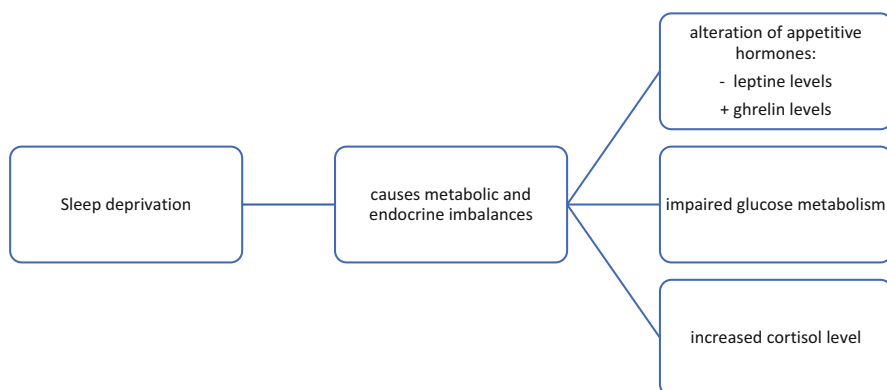 Sleep deprivation
causes metabolic and
endocrine imbalances
alteration of appetitive
hormones:
- leptine levels
+ ghrelin levels
impaired glucose metabolism
increased cortisol level